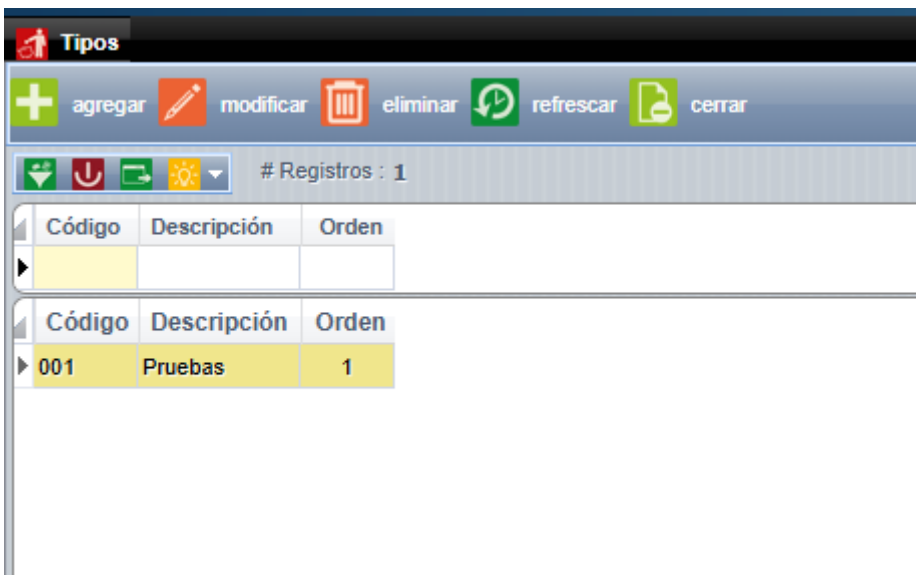 Tipos
agregar modificar eliminar refrescar cerrar
# Registros : 1
Código Descripción Orden
Código Descripción Orden
001 Pruebas 1